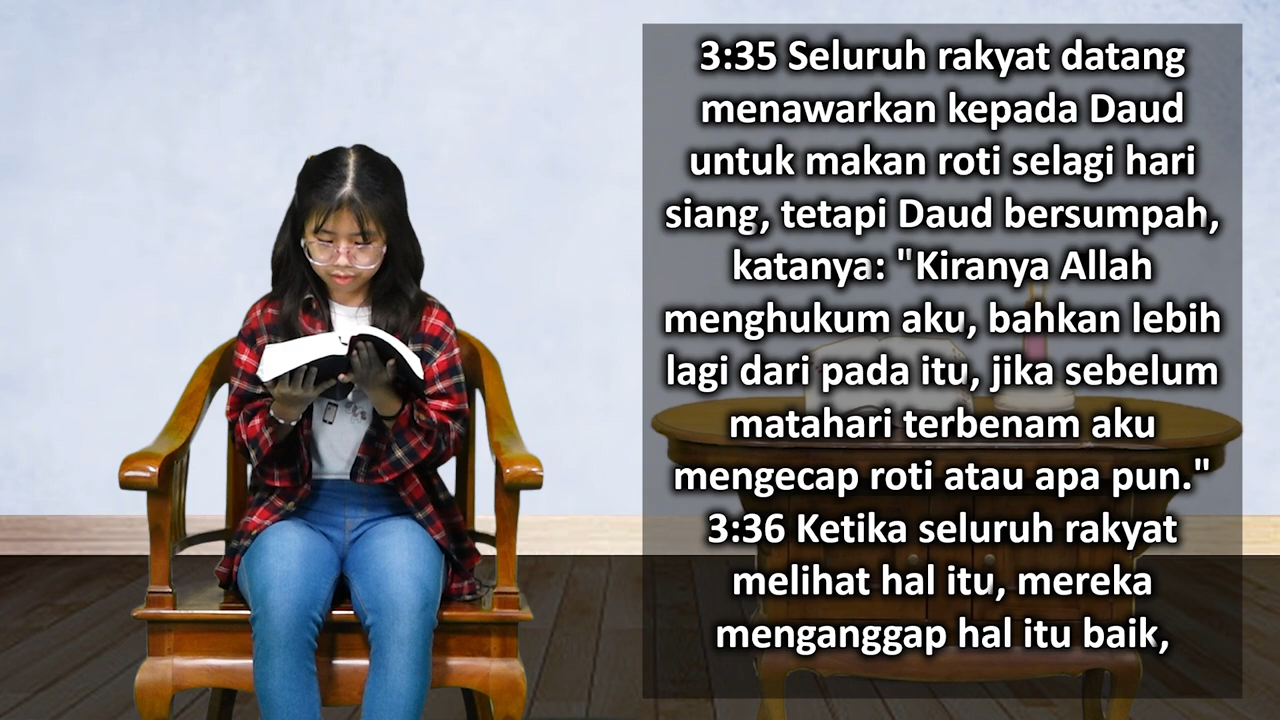 3:35 Seluruh rakyat datang
menawarkan kepada Daud
untuk makan roti selagi hari
siang, tetapi Daud bersumpah,
katanya: "Kiranya Allah
menghukum aku, bahkan lebih
lagi dari pada itu, jika sebelum
matahari terbenam aku
mengecap roti atau apa pun."
3:36 Ketika seluruh rakyat
melihat hal itu, mereka
menganggap hal itu baik,